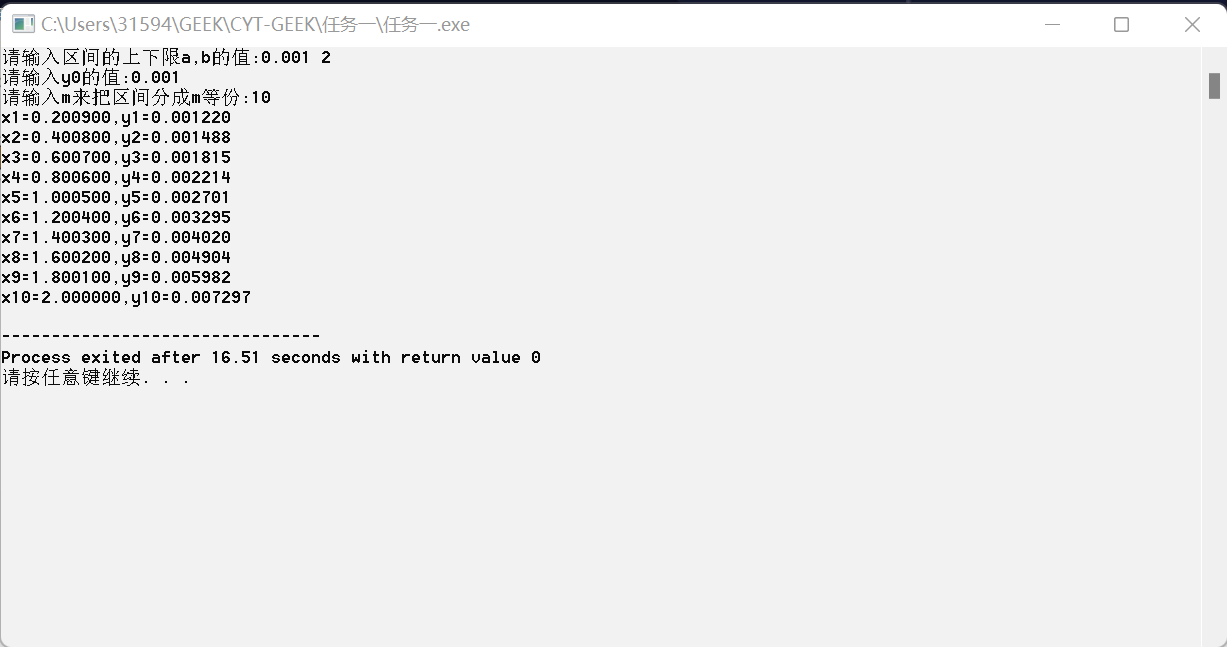 C:\Users\31594\GEEK\CYT-GEEK\任务一\任务一.exe
请输入区间的上下限a,b的值:0.001 2
请输入y0的值:0.001
请输入m来把区间分成m等份:10
x1=0.200900,y1=0.001220
x2=0.400800,y2=0.001488
x3=0.600700,y3=0.001815
x4=0.800600,y4=0.002214
x5=1.000500,y5=0.002701
x6=1.200400,y6=0.003295
x7=1.400300,y7=0.004020
x8=1.600200,y8=0.004904
x9=1.800100,y9=0.005982
x10=2.000000,y10=0.007297
--------------------------------
Process exited after 16.51 seconds with return value 0
请按任意键继续. . .